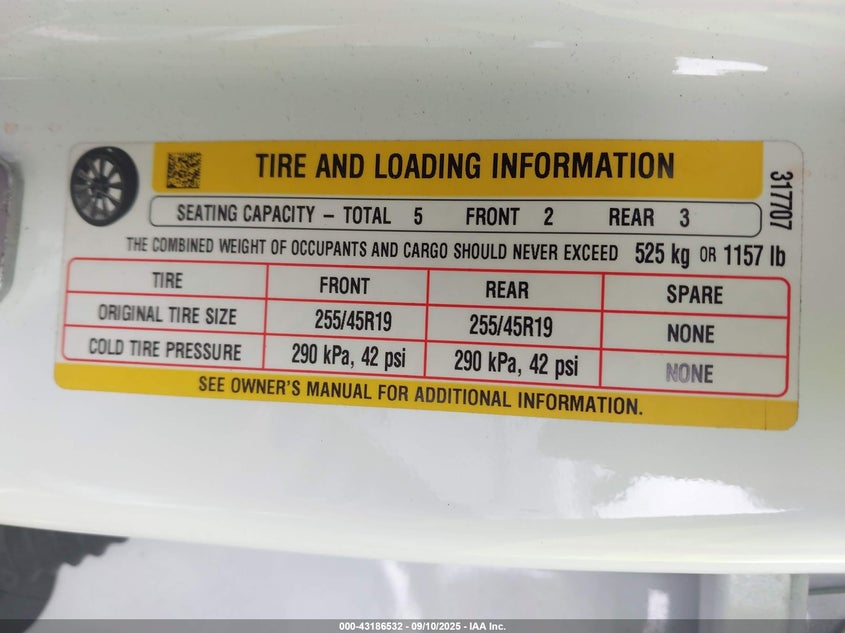 TIRE AND LOADING INFORMATION
317707
SEATING CAPACITY – TOTAL 5 FRONT 2 REAR 3
THE COMBINED WEIGHT OF OCCUPANTS AND CARGO SHOULD NEVER EXCEED 525 kg OR 1157 lb
TIRE FRONT REAR SPARE
ORIGINAL TIRE SIZE 255/45R19 255/45R19 NONE
COLD TIRE PRESSURE 290 kPa, 42 psi 290 kPa, 42 psi NONE
SEE OWNER'S MANUAL FOR ADDITIONAL INFORMATION.
000-43186532 - 09/10/2025 - IAA Inc.